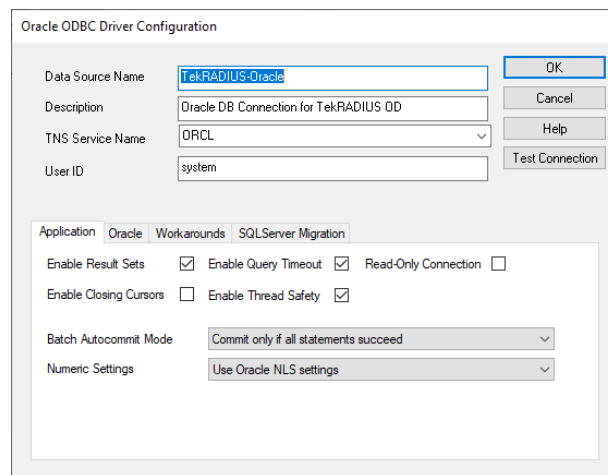 Oracle ODBC Driver Configuration
Data Source Name TekRADIUS-Oracle OK
Description Oracle DB Connection for TekRADIUS OD Cancel
TNS Service Name ORCL Help
User ID system Test Connection
Application Oracle Workarounds SQLServer Migration
Enable Result Sets Enable Query Timeout Read-Only Connection
Enable Closing Cursors Enable Thread Safety
Batch Autocommit Mode Commit only if all statements succeed
Numeric Settings Use Oracle NLS settings